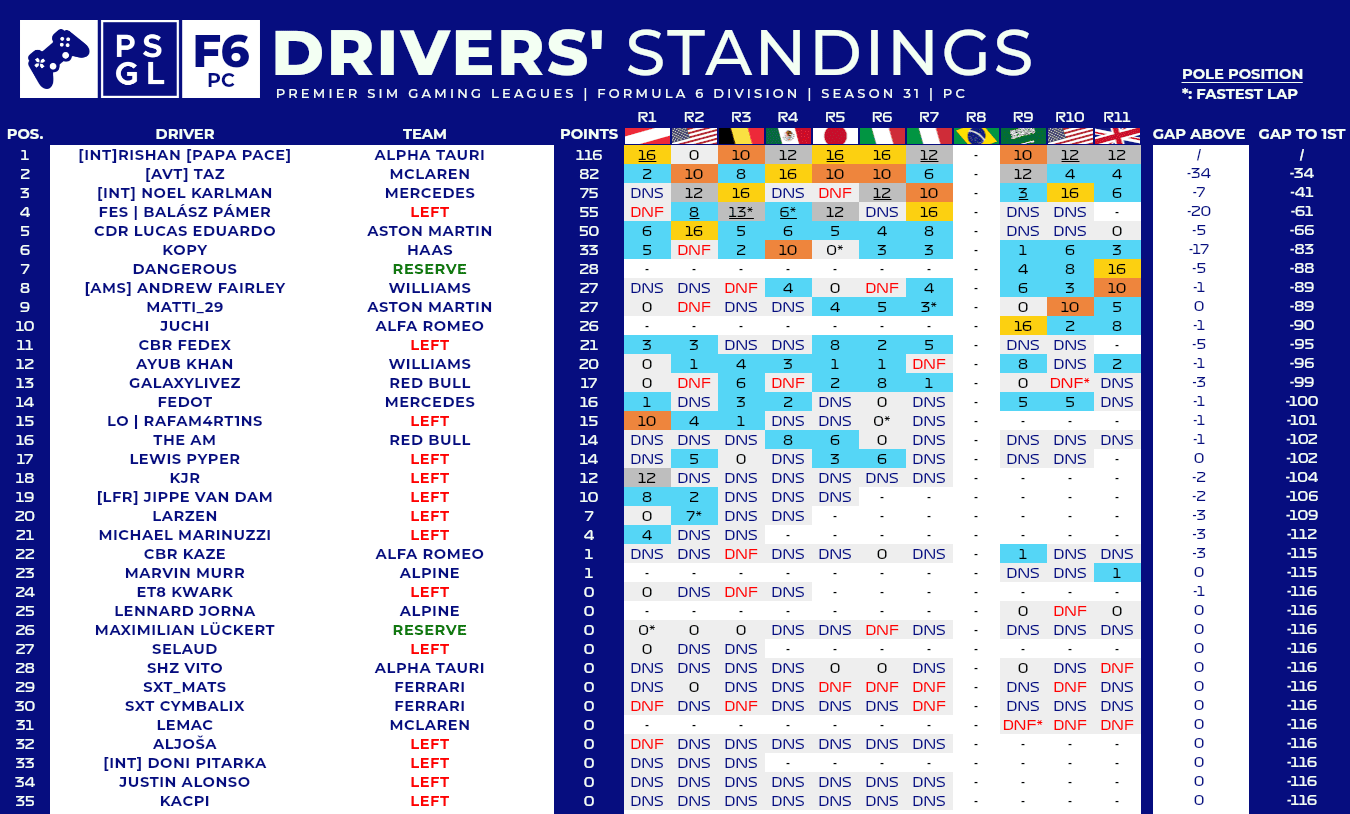 PS
GL
F6
PC
DRIVERS' STANDINGS
PREMIER SIM GAMING LEAGUES | FORMULA 6 DIVISION | SEASON 31 | PC
POLE POSITION
*: FASTEST LAP
R1 R2 R3 R4 R5 R6 R7 R8 R9 R10 R11
POS. DRIVER TEAM POINTS GAP ABOVE GAP TO 1ST
1 [INT]RISHAN [PAPA PACE] ALPHA TAURI 116 16 0 10 12 16 16 12 - 10 12 12 / /
2 [AVT] TAZ MCLAREN 82 2 10 8 16 10 10 6 - 12 4 4 -34 -34
3 [INT] NOEL KARLMAN MERCEDES 75 DNS 12 16 DNS DNF 12 10 - 3 16 6 -7 -41
4 FES | BALÁSZ PÁMER LEFT 55 DNF 8 13* 6* 12 DNS 16 - DNS DNS - -20 -61
5 CDR LUCAS EDUARDO ASTON MARTIN 50 6 16 5 6 5 4 8 - DNS DNS 0 -5 -66
6 KOPY HAAS 33 5 DNF 2 10 0* 3 3 - 1 6 3 -17 -83
7 DANGEROUS RESERVE 28 - - - - - - - - 4 8 16 -5 -88
8 [AMS] ANDREW FAIRLEY WILLIAMS 27 DNS DNS DNF 4 0 DNF 4 - 6 3 10 -1 -89
9 MATTI_29 ASTON MARTIN 27 0 DNF DNS DNS 4 5 3* - 0 10 5 0 -89
10 JUCHI ALFA ROMEO 26 - - - - - - - - 16 2 8 -1 -90
11 CBR FEDEX LEFT 21 3 3 DNS DNS 8 2 5 - DNS DNS - -5 -95
12 AYUB KHAN WILLIAMS 20 0 1 4 3 1 1 DNF - 8 DNS 2 -1 -96
13 GALAXYLIVEZ RED BULL 17 0 DNF 6 DNF 2 8 1 - 0 DNF* DNS -3 -99
14 FEDOT MERCEDES 16 1 DNS 3 2 DNS 0 DNS - 5 5 DNS -1 -100
15 LO | RAFAM4RT1NS LEFT 15 10 4 1 DNS DNS 0* DNS - - - - -1 -101
16 THE AM RED BULL 14 DNS DNS DNS 8 6 0 DNS - DNS DNS DNS -1 -102
17 LEWIS PYPER LEFT 14 DNS 5 0 DNS 3 6 DNS - DNS DNS - 0 -102
18 KJR LEFT 12 12 DNS DNS DNS DNS DNS DNS - - - - -2 -104
19 [LFR] JIPPE VAN DAM LEFT 10 8 2 DNS DNS DNS - - - - - - -2 -106
20 LARZEN LEFT 7 0 7* DNS DNS - - - - - - - -3 -109
21 MICHAEL MARINUZZI LEFT 4 4 DNS DNS - - - - - - - - -3 -112
22 CBR KAZE ALFA ROMEO 1 DNS DNS DNF DNS DNS 0 DNS - 1 DNS DNS -3 -115
23 MARVIN MURR ALPINE 1 - - - - - - - - DNS DNS 1 0 -115
24 ET8 KWARK LEFT 0 0 DNS DNF DNS - - - - - - - -1 -116
25 LENNARD JORNA ALPINE 0 - - - - - - - - 0 DNF 0 0 -116
26 MAXIMILIAN LÜCKERT RESERVE 0 0* 0 0 DNS DNS DNF DNS - DNS DNS DNS 0 -116
27 SELAUD LEFT 0 0 DNS DNS - - - - - - - - 0 -116
28 SHZ VITO ALPHA TAURI 0 DNS DNS DNS DNS 0 0 DNS - 0 DNS DNF 0 -116
29 SXT_MATS FERRARI 0 DNS 0 DNS DNS DNF DNF DNF - DNS DNF DNS 0 -116
30 SXT CYMBALIX FERRARI 0 DNF DNS DNF DNS DNS DNS DNF - DNS DNS DNS 0 -116
31 LEMAC MCLAREN 0 - - - - - - - - DNF* DNF DNF 0 -116
32 ALJOŠA LEFT 0 DNF DNS DNS DNS DNS DNS DNS - - - - 0 -116
33 [INT] DONI PITARKA LEFT 0 DNS DNS DNS - - - - - - - - 0 -116
34 JUSTIN ALONSO LEFT 0 DNS DNS DNS DNS DNS DNS DNS - - - - 0 -116
35 KACPI LEFT 0 DNS DNS DNS DNS DNS DNS DNS - - - - 0 -116